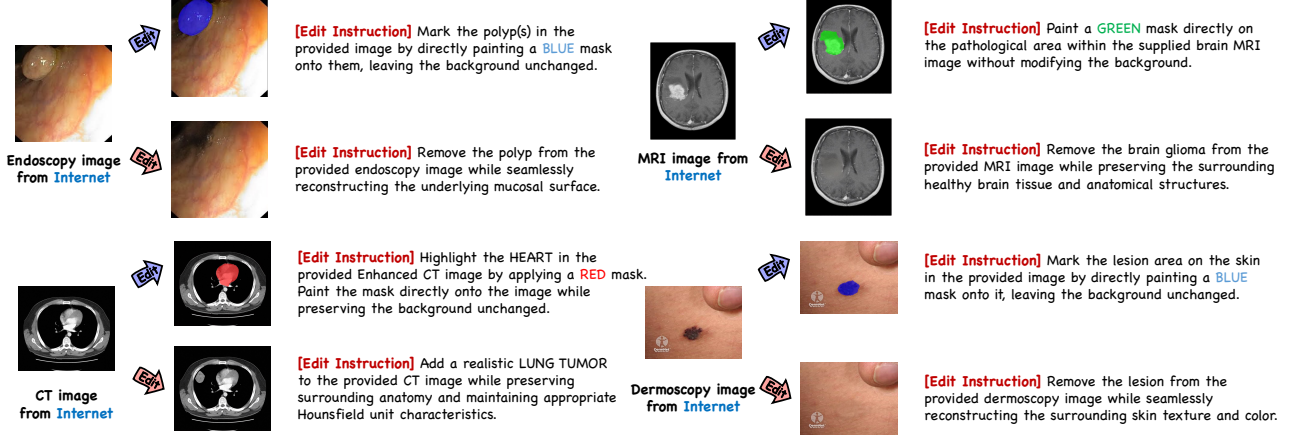 Edit
[Edit Instruction] Mark the polyp(s) in the
provided image by directly painting a BLUE mask
onto them, leaving the background unchanged.
Endoscopy image
from Internet
Edit
[Edit Instruction] Remove the polyp from the
provided endoscopy image while seamlessly
reconstructing the underlying mucosal surface.
Edit
[Edit Instruction] Paint a GREEN mask directly on
the pathological area within the supplied brain MRI
image without modifying the background.
MRI image from
Internet
Edit
[Edit Instruction] Remove the brain glioma from the
provided MRI image while preserving the surrounding
healthy brain tissue and anatomical structures.
Edit
[Edit Instruction] Highlight the HEART in the
provided Enhanced CT image by applying a RED mask.
Paint the mask directly onto the image while
preserving the background unchanged.
CT image
from Internet
Edit
[Edit Instruction] Add a realistic LUNG TUMOR
to the provided CT image while preserving
surrounding anatomy and maintaining appropriate
Hounsfield unit characteristics.
Edit
[Edit Instruction] Mark the lesion area on the skin
in the provided image by directly painting a BLUE
mask onto it, leaving the background unchanged.
Dermoscopy image
from Internet
Edit
[Edit Instruction] Remove the lesion from the
provided dermoscopy image while seamlessly
reconstructing the surrounding skin texture and color.